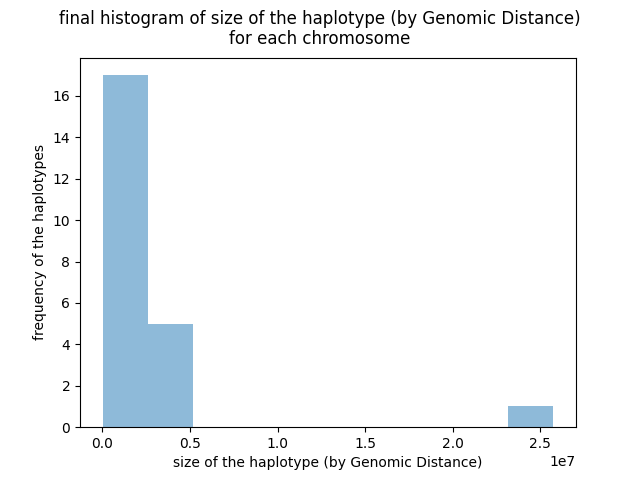 final histogram of size of the haplotype (by Genomic Distance)
for each chromosome
frequency of the haplotypes
16
14
12
10
8
6
4
2
0
0.0 0.5 1.0 1.5 2.0 2.5
1e7
size of the haplotype (by Genomic Distance)